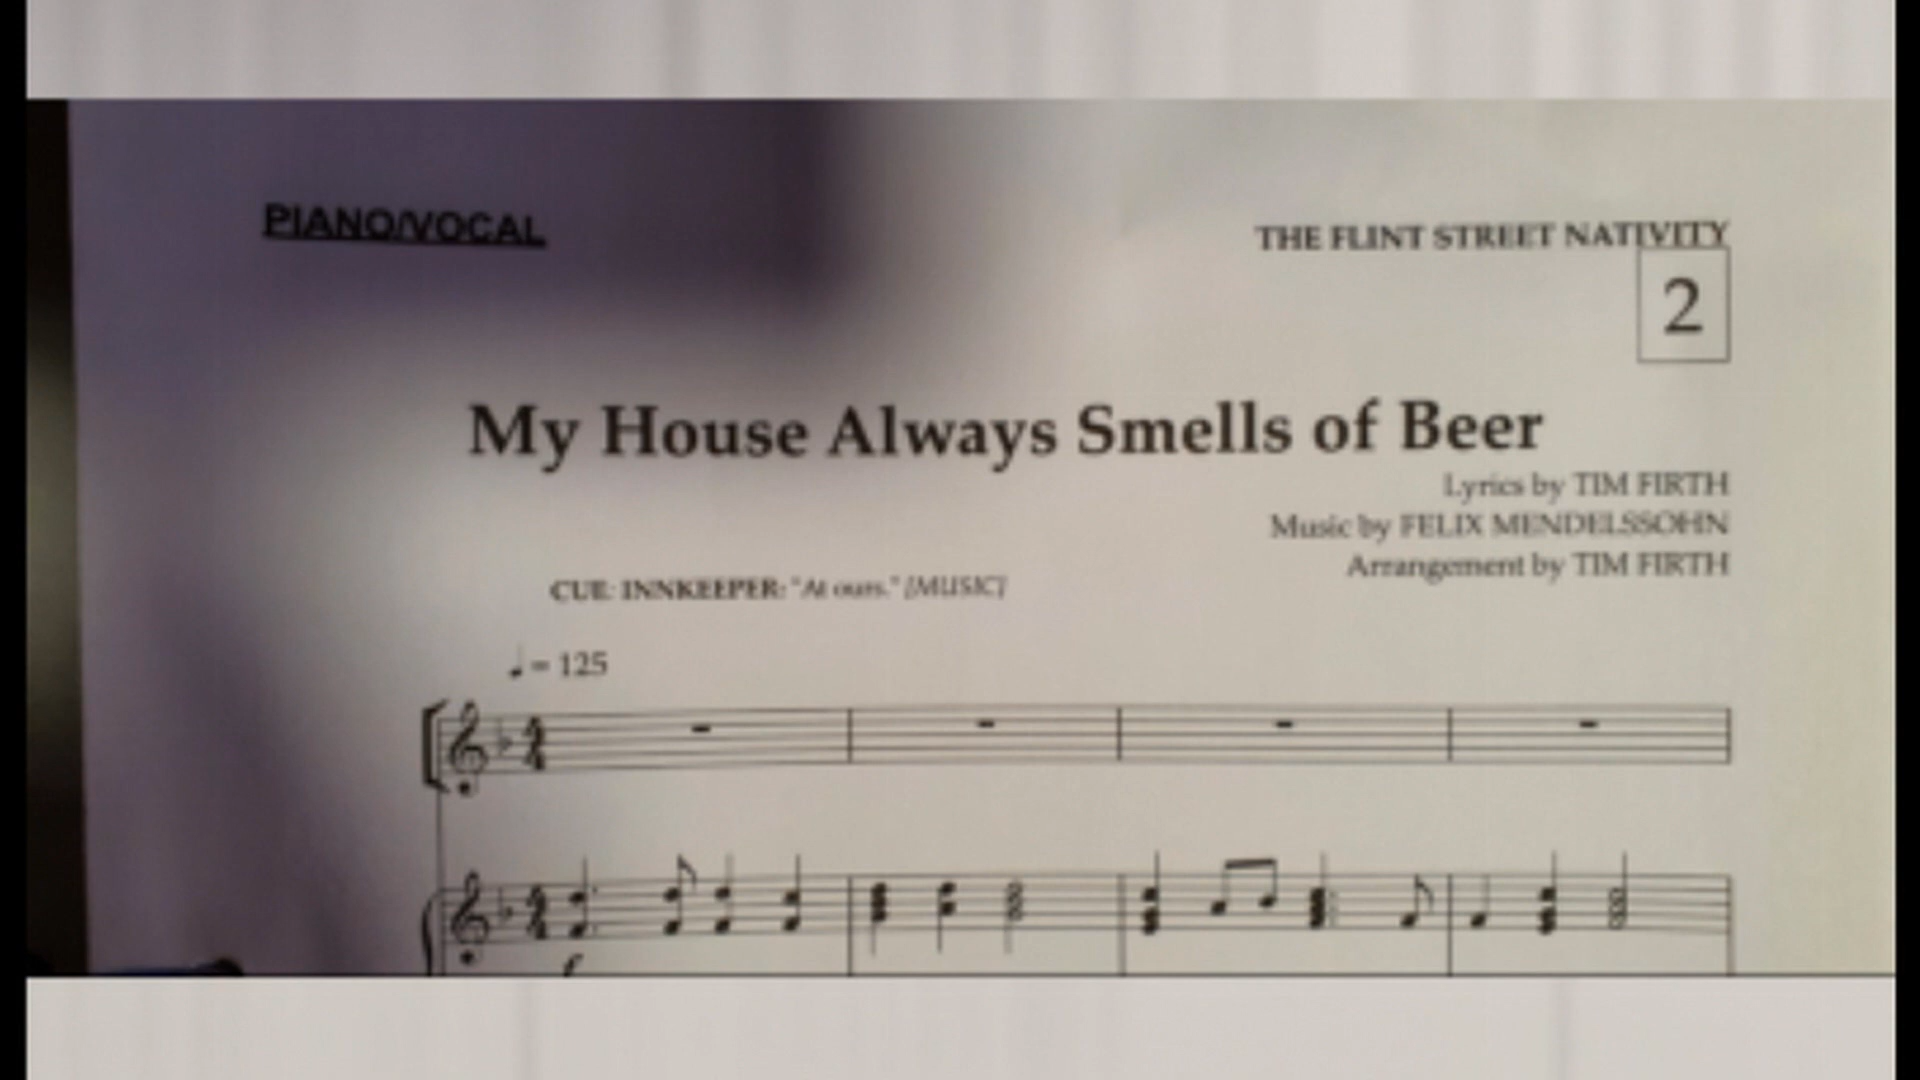 PIANO/VOCAL
THE FLINT STREET NATIVITY
2
My House Always Smells of Beer
Lyrics by TIM FIRTH
Music by FELIX MENDELSSOHN
Arrangement by TIM FIRTH
CUE: INNKEEPER: "At ours." [MUSIC]
♩ = 125